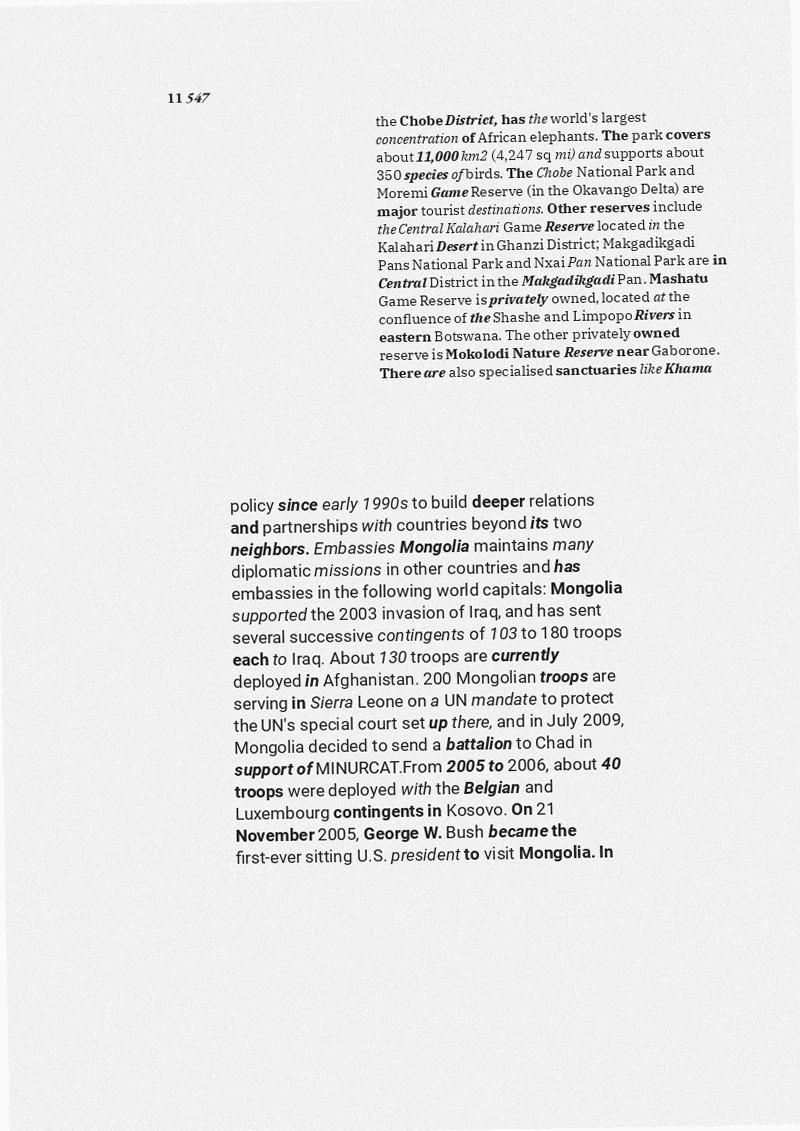 11 547
the Chobe District, has the world's largest
concentration of African elephants. The park covers
about 11,000 km2 (4,247 sq mi) and supports about
350 species of birds. The Chobe National Park and
Moremi Game Reserve (in the Okavango Delta) are
major tourist destinations. Other reserves include
the Central Kalahari Game Reserve located in the
Kalahari Desert in Ghanzi District; Makgadikgadi
Pans National Park and Nxai Pan National Park are in
Central District in the Makgadikgadi Pan. Mashatu
Game Reserve is privately owned, located at the
confluence of the Shashe and Limpopo Rivers in
eastern Botswana. The other privately owned
reserve is Mokolodi Nature Reserve near Gaborone.
There are also specialised sanctuaries like Khama
policy since early 1990s to build deeper relations
and partnerships with countries beyond its two
neighbors. Embassies Mongolia maintains many
diplomatic missions in other countries and has
embassies in the following world capitals: Mongolia
supported the 2003 invasion of Iraq, and has sent
several successive contingents of 103 to 180 troops
each to Iraq. About 130 troops are currently
deployed in Afghanistan. 200 Mongolian troops are
serving in Sierra Leone on a UN mandate to protect
the UN's special court set up there, and in July 2009,
Mongolia decided to send a battalion to Chad in
support of MINURCAT.From 2005 to 2006, about 40
troops were deployed with the Belgian and
Luxembourg contingents in Kosovo. On 21
November 2005, George W. Bush became the
first-ever sitting U.S. president to visit Mongolia. In